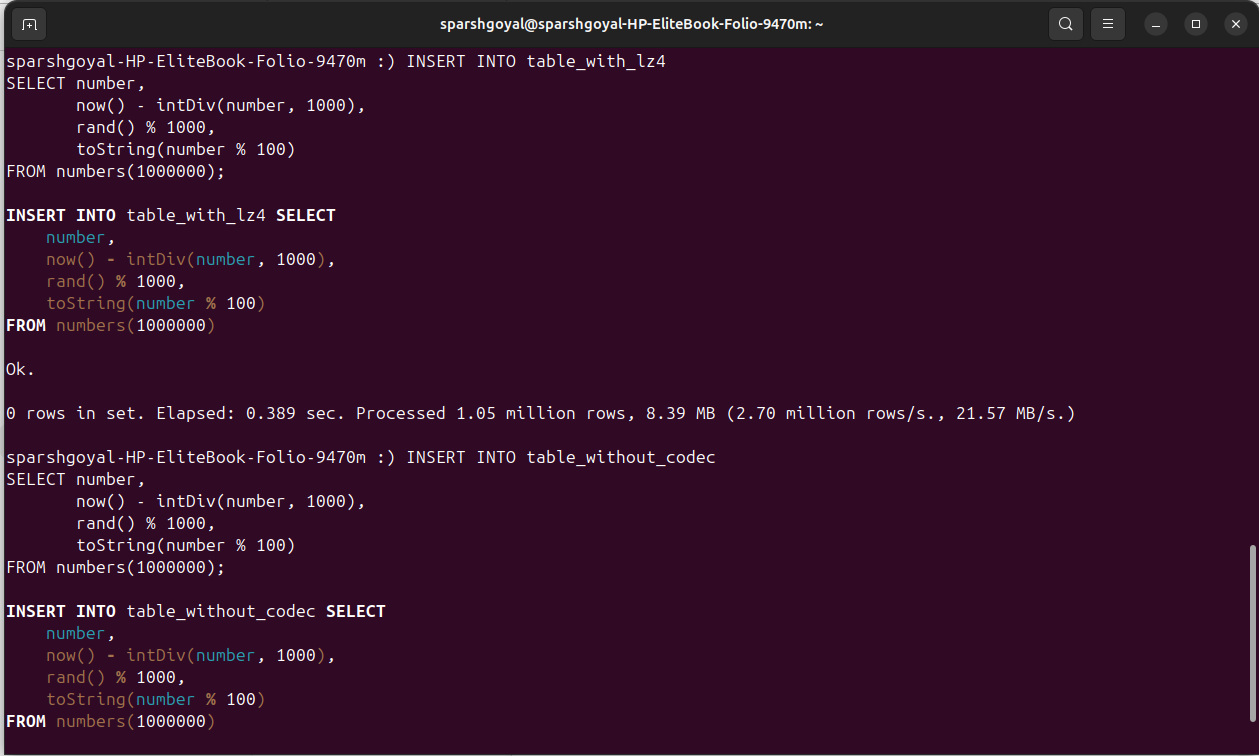 sparshgoyal@sparshgoyal-HP-EliteBook-Folio-9470m: ~
sparshgoyal-HP-EliteBook-Folio-9470m :) INSERT INTO table_with_lz4
SELECT number,
       now() - intDiv(number, 1000),
       rand() % 1000,
       toString(number % 100)
FROM numbers(1000000);

INSERT INTO table_with_lz4 SELECT
    number,
    now() - intDiv(number, 1000),
    rand() % 1000,
    toString(number % 100)
FROM numbers(1000000)

Ok.

0 rows in set. Elapsed: 0.389 sec. Processed 1.05 million rows, 8.39 MB (2.70 million rows/s., 21.57 MB/s.)

sparshgoyal-HP-EliteBook-Folio-9470m :) INSERT INTO table_without_codec
SELECT number,
       now() - intDiv(number, 1000),
       rand() % 1000,
       toString(number % 100)
FROM numbers(1000000);

INSERT INTO table_without_codec SELECT
    number,
    now() - intDiv(number, 1000),
    rand() % 1000,
    toString(number % 100)
FROM numbers(1000000)